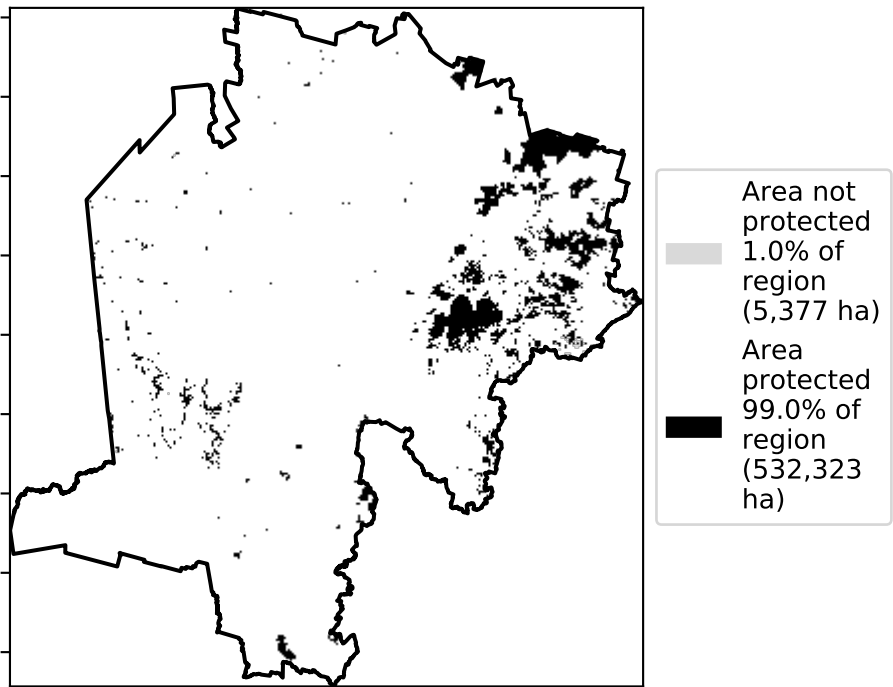 Area not
protected
1.0% of
region
(5,377 ha)
Area
protected
99.0% of
region
(532,323
ha)